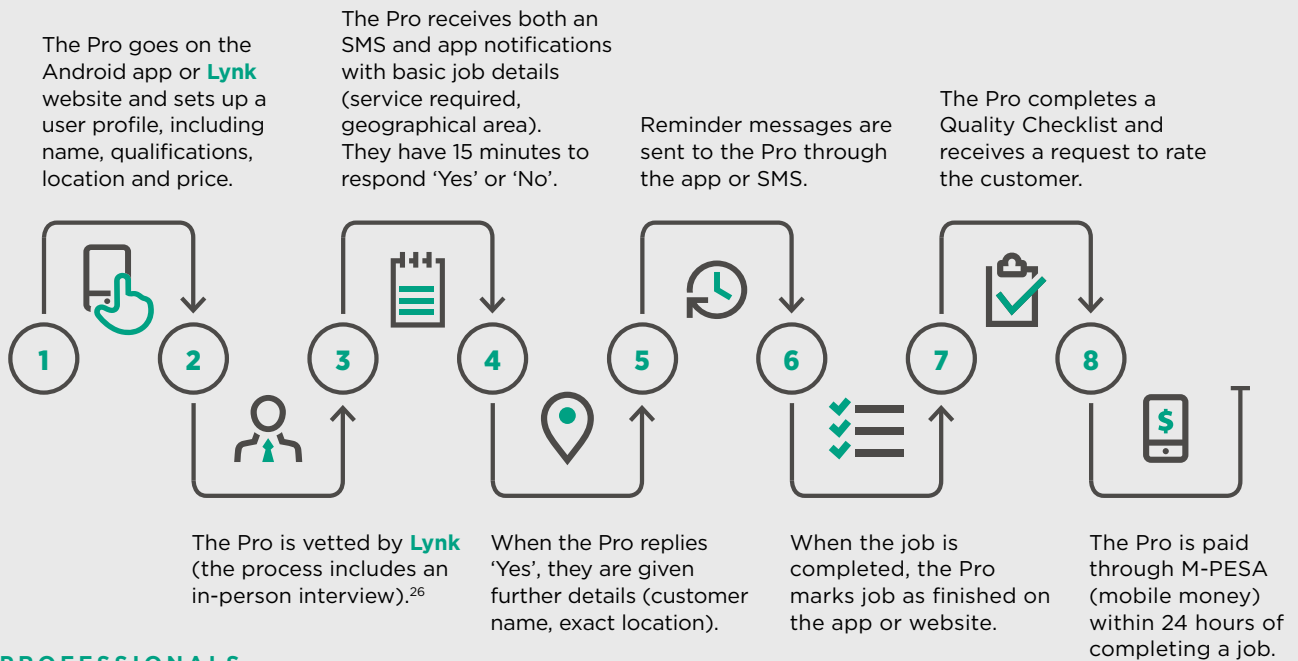 The Pro goes on the
Android app or Lynk
website and sets up a
user profile, including
name, qualifications,
location and price.
The Pro receives both an
SMS and app notifications
with basic job details
(service required,
geographical area).
They have 15 minutes to
respond ‘Yes’ or ‘No’.
Reminder messages are
sent to the Pro through
the app or SMS.
The Pro completes a
Quality Checklist and
receives a request to rate
the customer.
1
2
3
4
5
6
7
8
$
The Pro is vetted by Lynk
(the process includes an
in-person interview).²⁶
When the Pro replies
‘Yes’, they are given
further details (customer
name, exact location).
When the job is
completed, the Pro
marks job as finished on
the app or website.
The Pro is paid
through M-PESA
(mobile money)
within 24 hours of
completing a job.
PROFESSIONALS